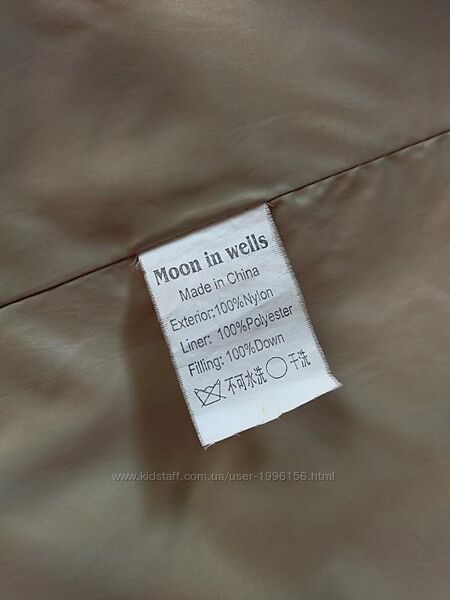 Moon in wells
Made in China
Exterior:100%Nylon
Liner: 100%Polyester
Filling: 100%Down
不可水洗 干洗
www.kidstaff.com.ua/user-1996156.html